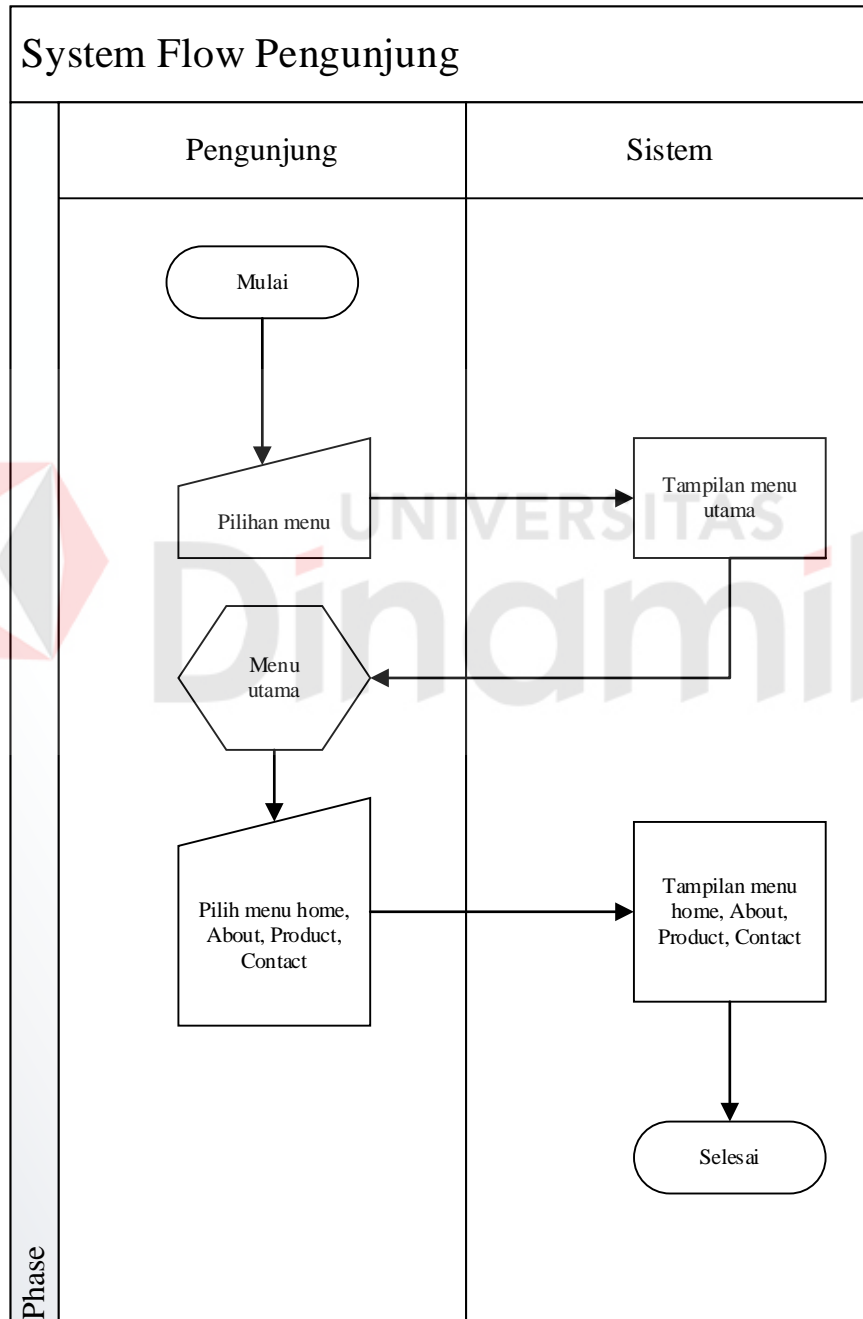 System Flow Pengunjung
Pengunjung
Sistem
Mulai
Pilihan menu
Tampilan menu
utama
UNIVERSITAS
Dinami
Menu
utama
Pilih menu home,
About, Product,
Contact
Tampilan menu
home, About,
Product, Contact
Selesai
Phase